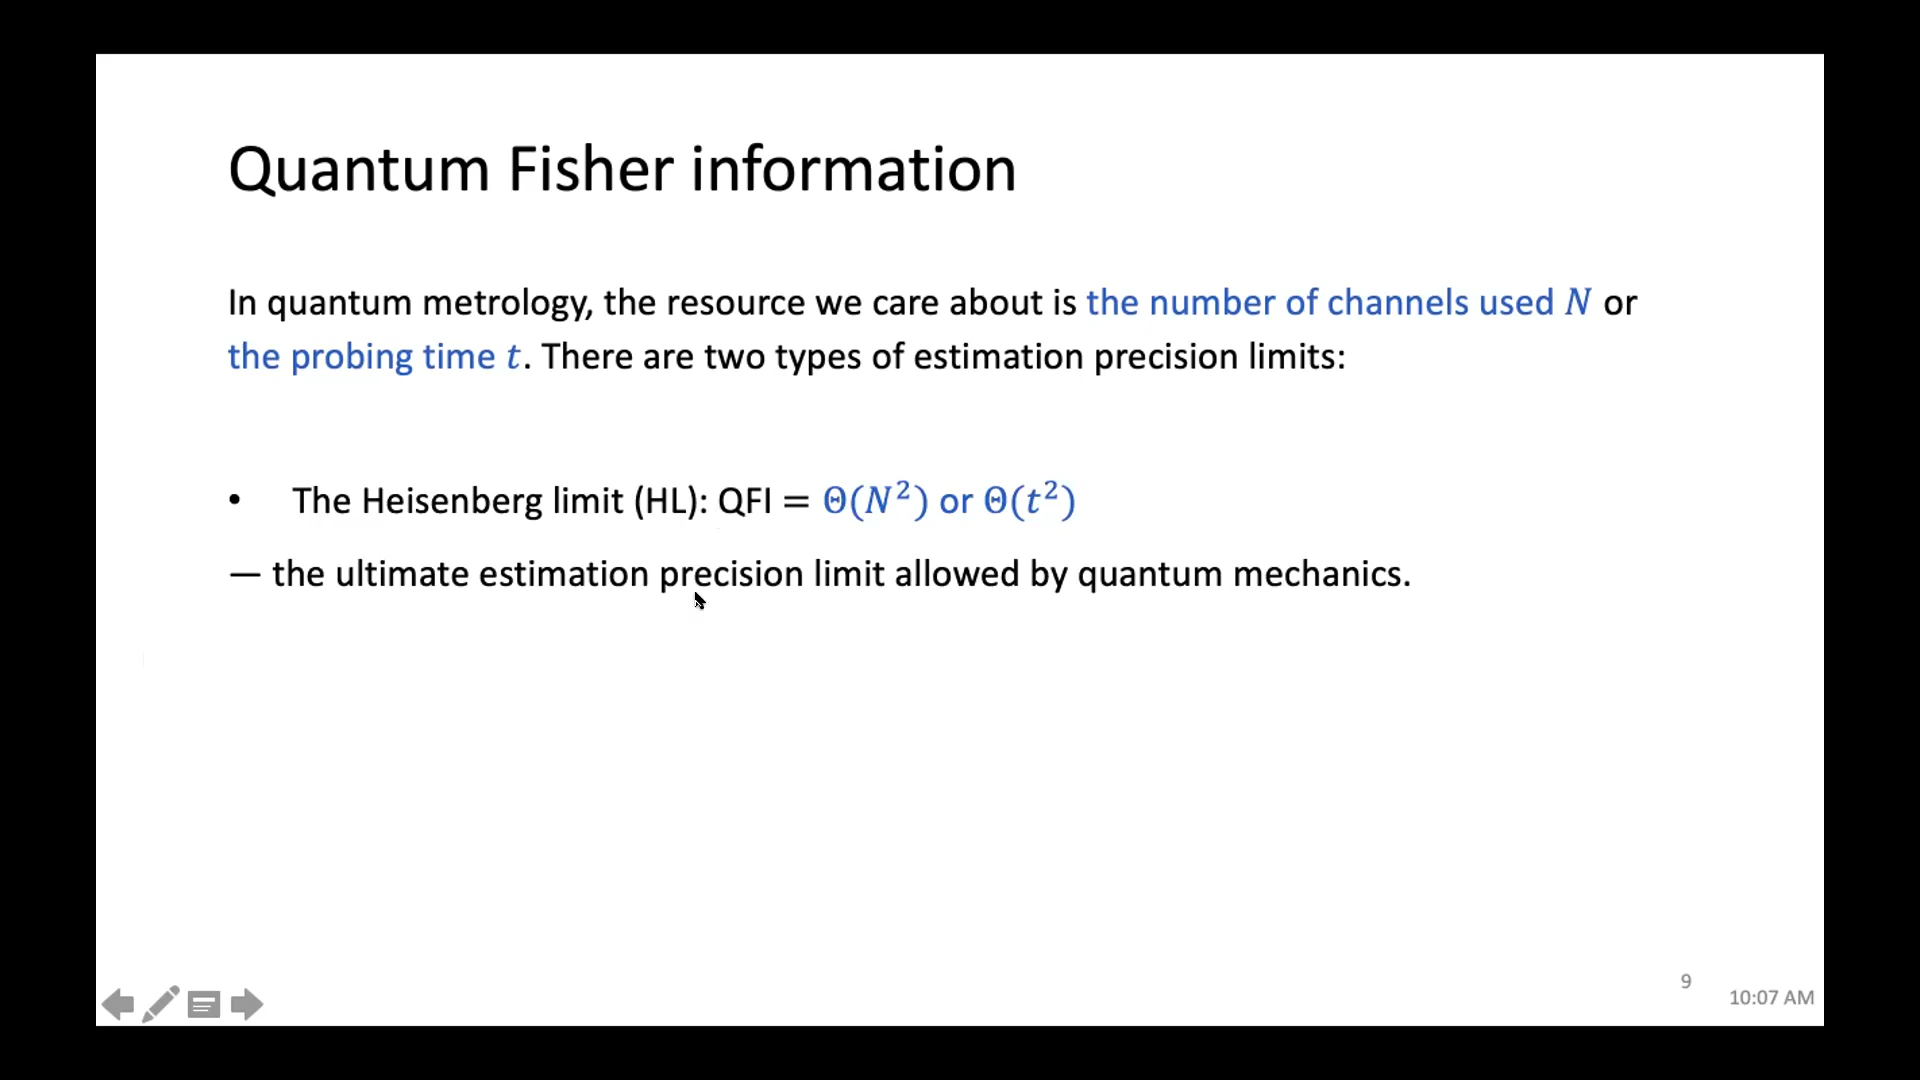 Quantum Fisher information
In quantum metrology, the resource we care about is the number of channels used N or
the probing time t. There are two types of estimation precision limits:
• The Heisenberg limit (HL): QFI = Θ(N²) or Θ(t²)
— the ultimate estimation precision limit allowed by quantum mechanics.
9
10:07 AM